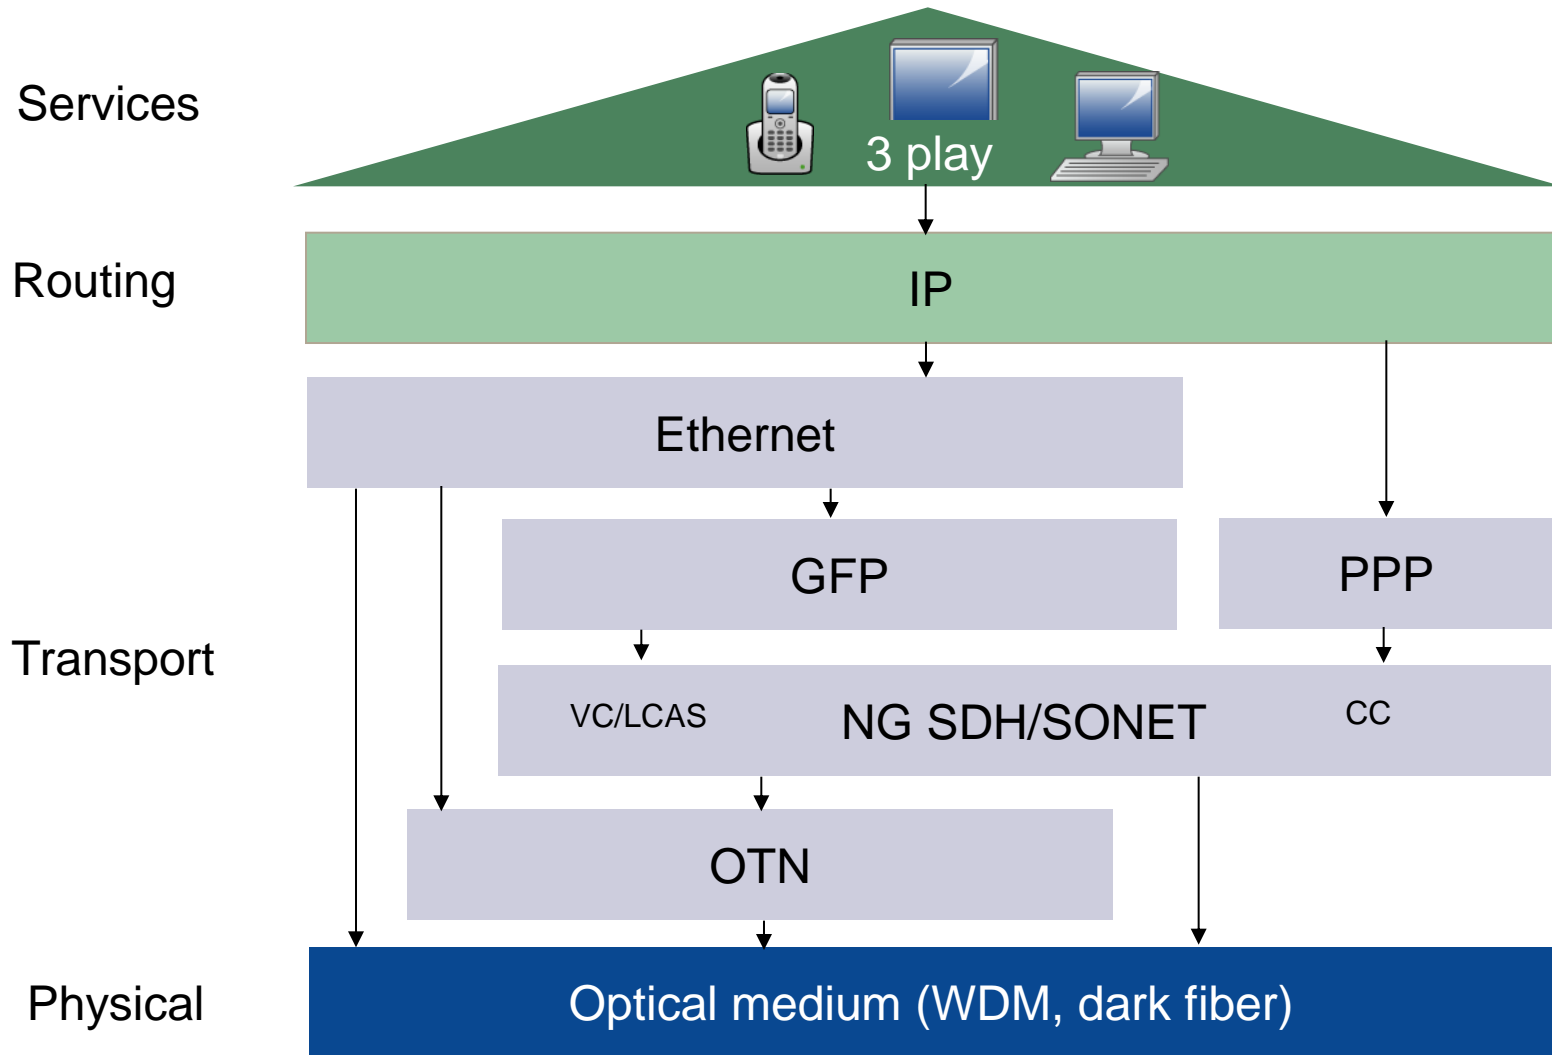 Services
3 play
Routing
IP
Ethernet
GFP
PPP
Transport
VC/LCAS
NG SDH/SONET
CC
OTN
Physical
Optical medium (WDM, dark fiber)